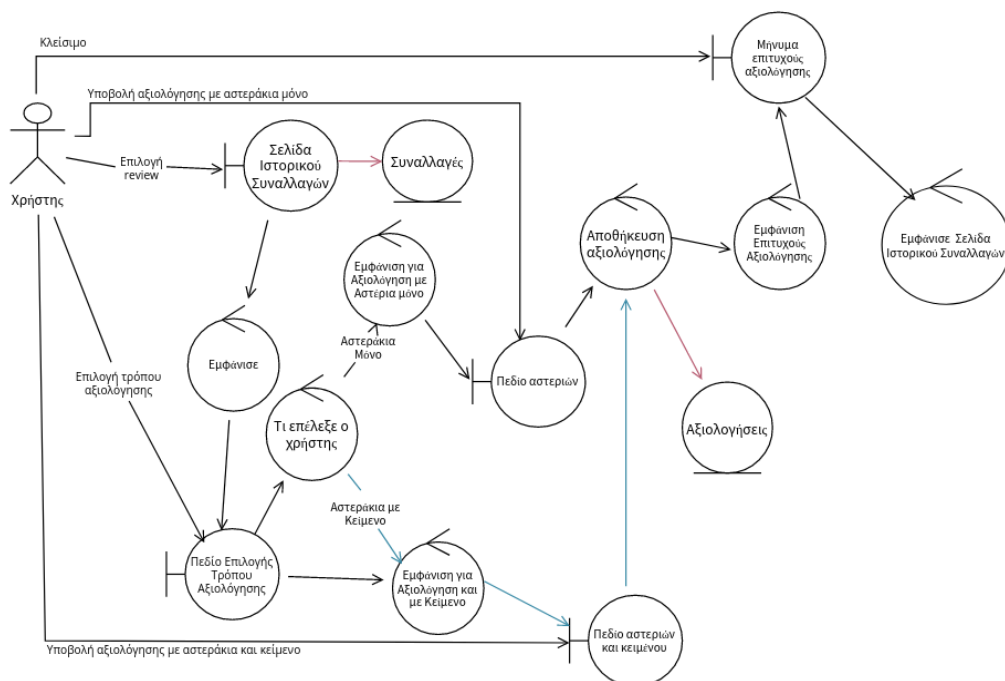 Κλείσιμο
Μήνυμα
επιτυχούς
αξιολόγησης
Υποβολή αξιολόγησης με αστεράκια μόνο
Επιλογή
review
Σελίδα
Ιστορικού
Συναλλαγών
Συναλλαγές
Χρήστης
Εμφάνιση για
Αξιολόγηση με
Αστέρια μόνο
Αποθήκευση
αξιολόγησης
Εμφάνιση
Επιτυχούς
Αξιολόγησης
Εμφάνισε Σελίδα
Ιστορικού Συναλλαγών
Αστεράκια
Μόνο
Εμφάνισε
Επιλογή τρόπου
αξιολόγησης
Πεδίο αστεριών
Τι επέλεξε ο
χρήστης
Αξιολογήσεις
Αστεράκια με
Κείμενο
Πεδίο Επιλογής
Τρόπου
Αξιολόγησης
Εμφάνιση για
Αξιολόγηση και
με Κείμενο
Πεδίο αστεριών
και κειμένου
Υποβολή αξιολόγησης με αστεράκια και κείμενο